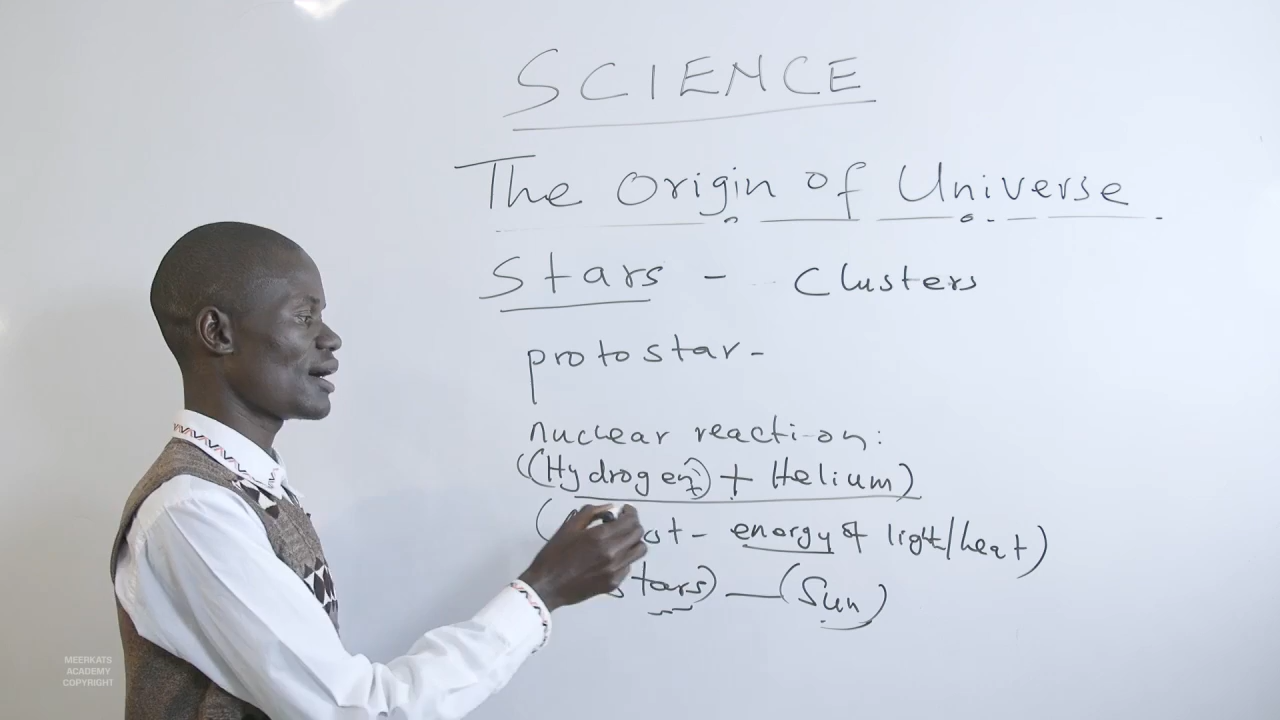 SCIENCE
The Origin of Universe
Stars - Clusters
protostar -
nuclear reaction:
((Hydrogen) + Helium)
energy of light/heat)
stars) — (Sun)
MEERKATS
ACADEMY
COPYRIGHT